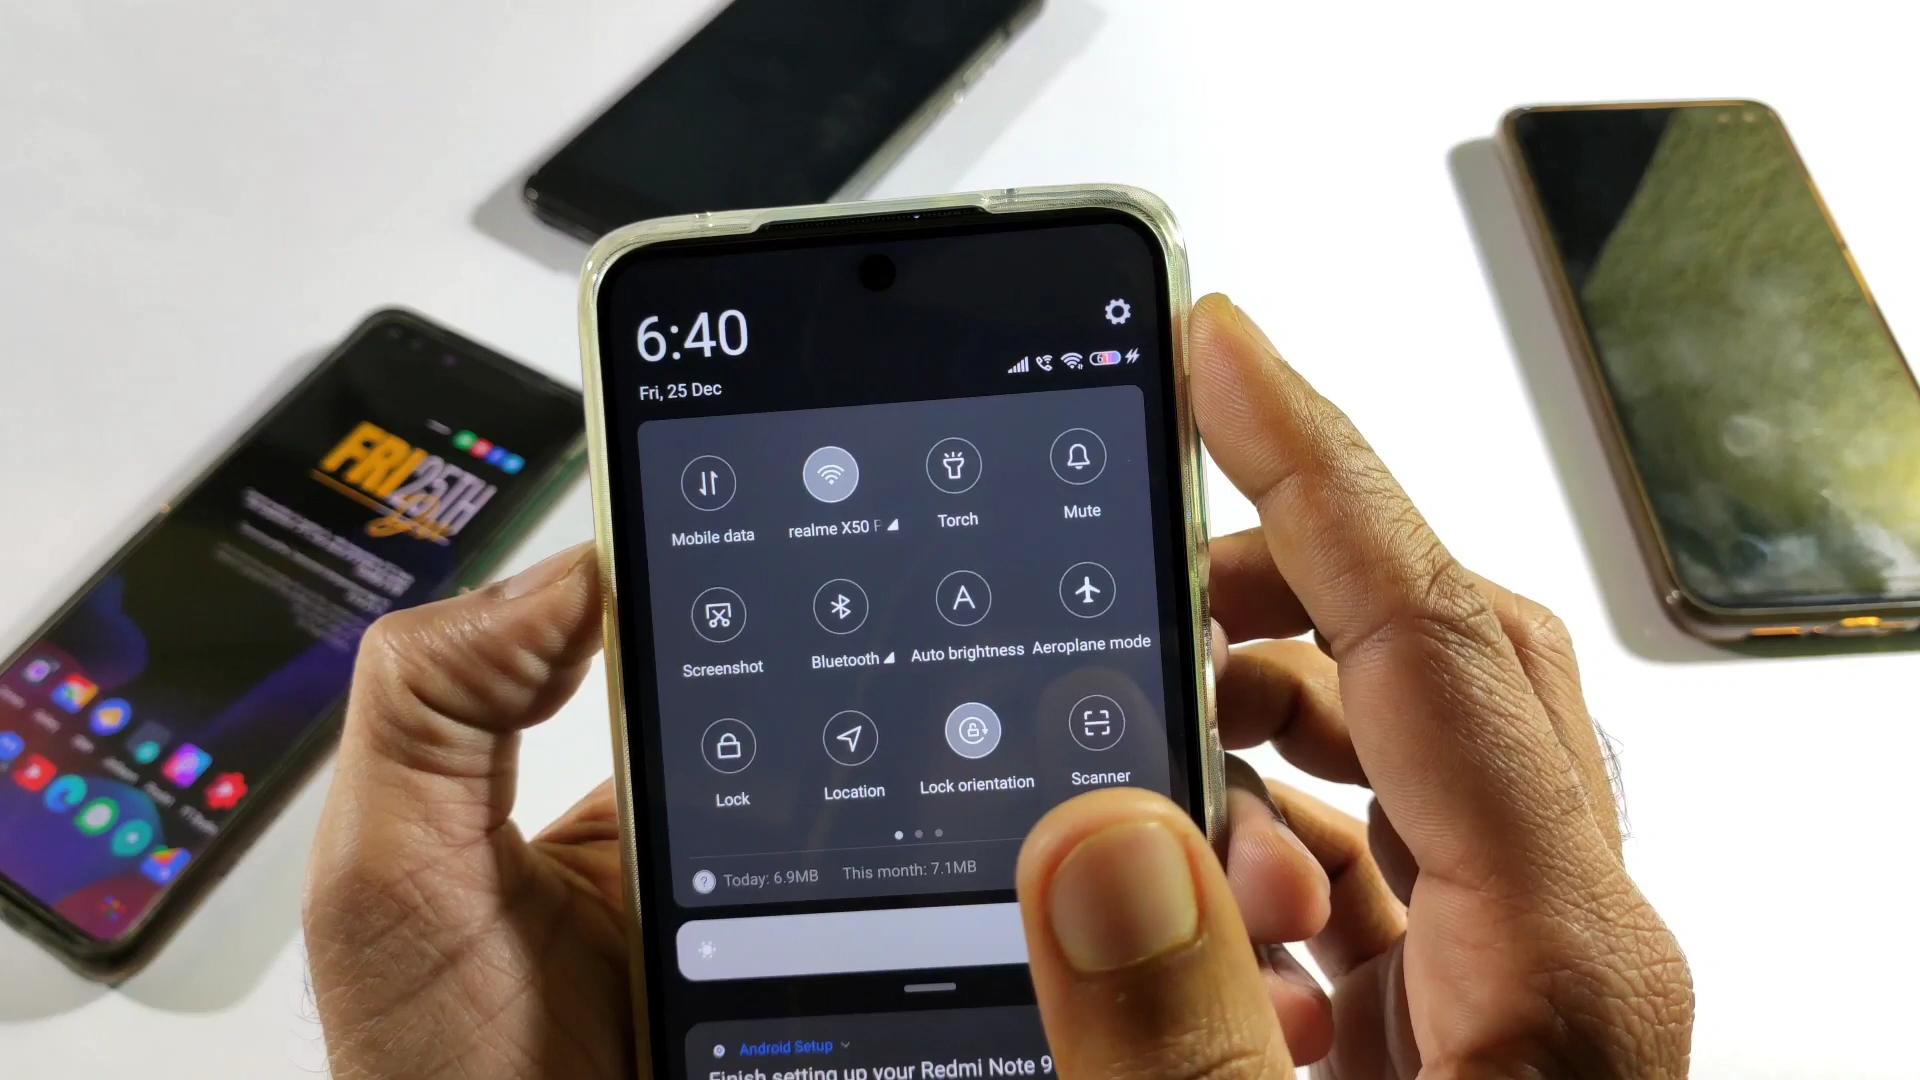 6:40
Fri, 25 Dec
Mobile data
realme X50
Torch
Mute
Screenshot
Bluetooth
Auto brightness
Aeroplane mode
Lock
Location
Lock orientation
Scanner
Today: 6.9MB This month: 7.1MB
Android Setup
Finish setting up your Redmi Note 9
FRI 25TH